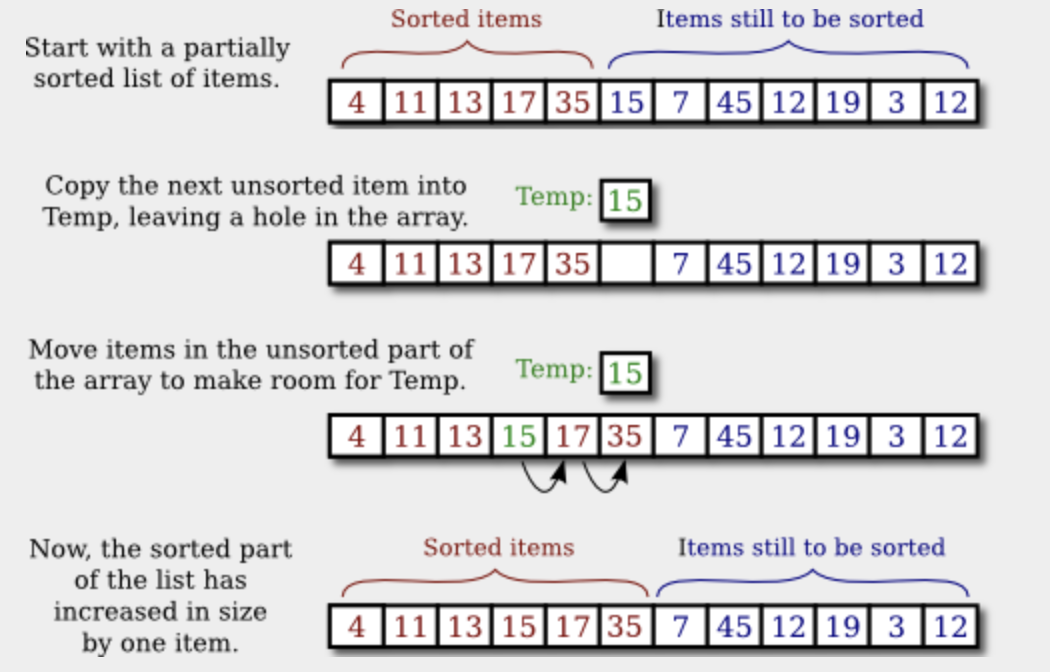 Sorted items
Items still to be sorted
Start with a partially
sorted list of items.
4 11 13 17 35 15 7 45 12 19 3 12
Copy the next unsorted item into
Temp, leaving a hole in the array.
Temp: 15
4 11 13 17 35 7 45 12 19 3 12
Move items in the unsorted part of
the array to make room for Temp.
Temp: 15
4 11 13 15 17 35 7 45 12 19 3 12
Now, the sorted part
of the list has
increased in size
by one item.
Sorted items
Items still to be sorted
4 11 13 15 17 35 7 45 12 19 3 12